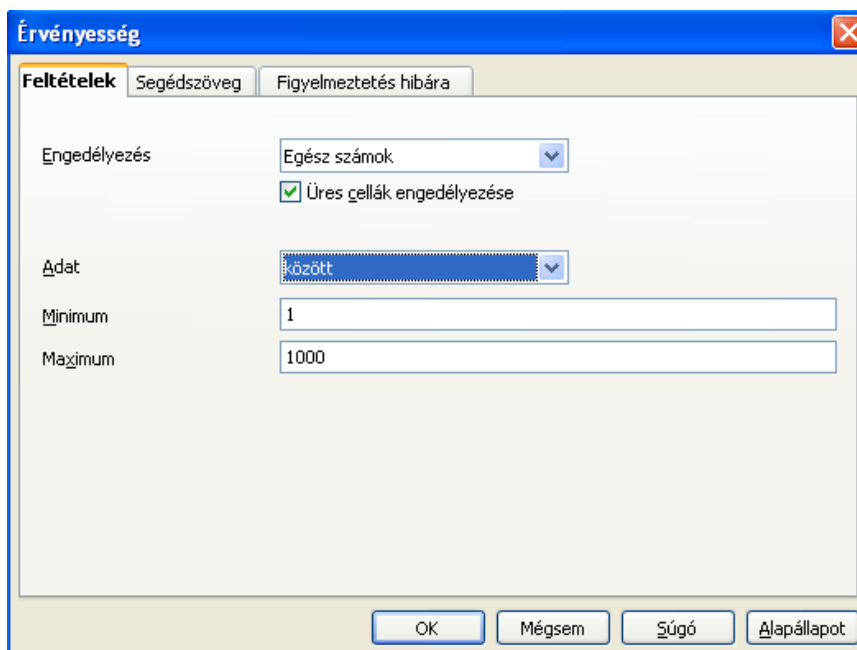 Érvényesség
Feltételek Segédszöveg Figyelmeztetés hibára
Engedélyezés Egész számok
Üres cellák engedélyezése
Adat között
Minimum 1
Maximum 1000
OK Mégsem Súgó Alapállapot